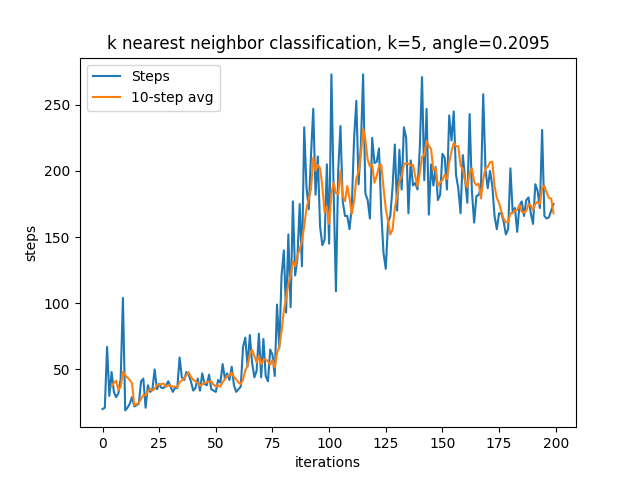 k nearest neighbor classification, k=5, angle=0.2095
Steps
10-step avg
250
200
150
100
50
steps
0 25 50 75 100 125 150 175 200
iterations